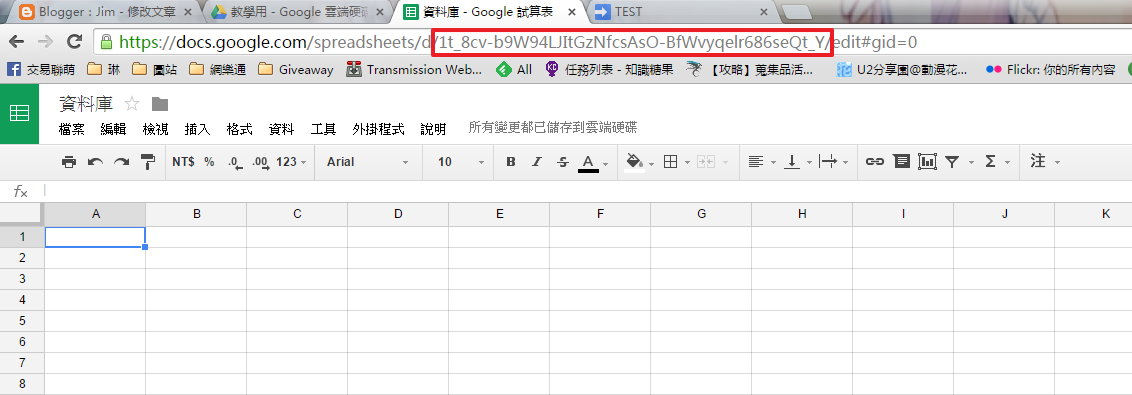 Blogger : Jim - 修改文章 × 教學用 - Google 雲端硬碟 × 資料庫 - Google 試算表 × TEST ×
https://docs.google.com/spreadsheets/d/1t_8cv-b9W94LJItGzNfcsAsO-BfWvyqelr686seQt_Y/edit#gid=0
交易聯萌 琳 圖站 網樂通 Giveaway Transmission Web... All 任務列表 - 知識糖果 【攻略】蒐集品活... U2分享園@動漫花... Flickr: 你的所有內容
資料庫
檔案 編輯 檢視 插入 格式 資料 工具 外掛程式 說明 所有變更都已儲存到雲端硬碟
NT$ % .0 .00 123 Arial 10 B I S A Σ 注
fx
A B C D E F G H I J K
1
2
3
4
5
6
7
8